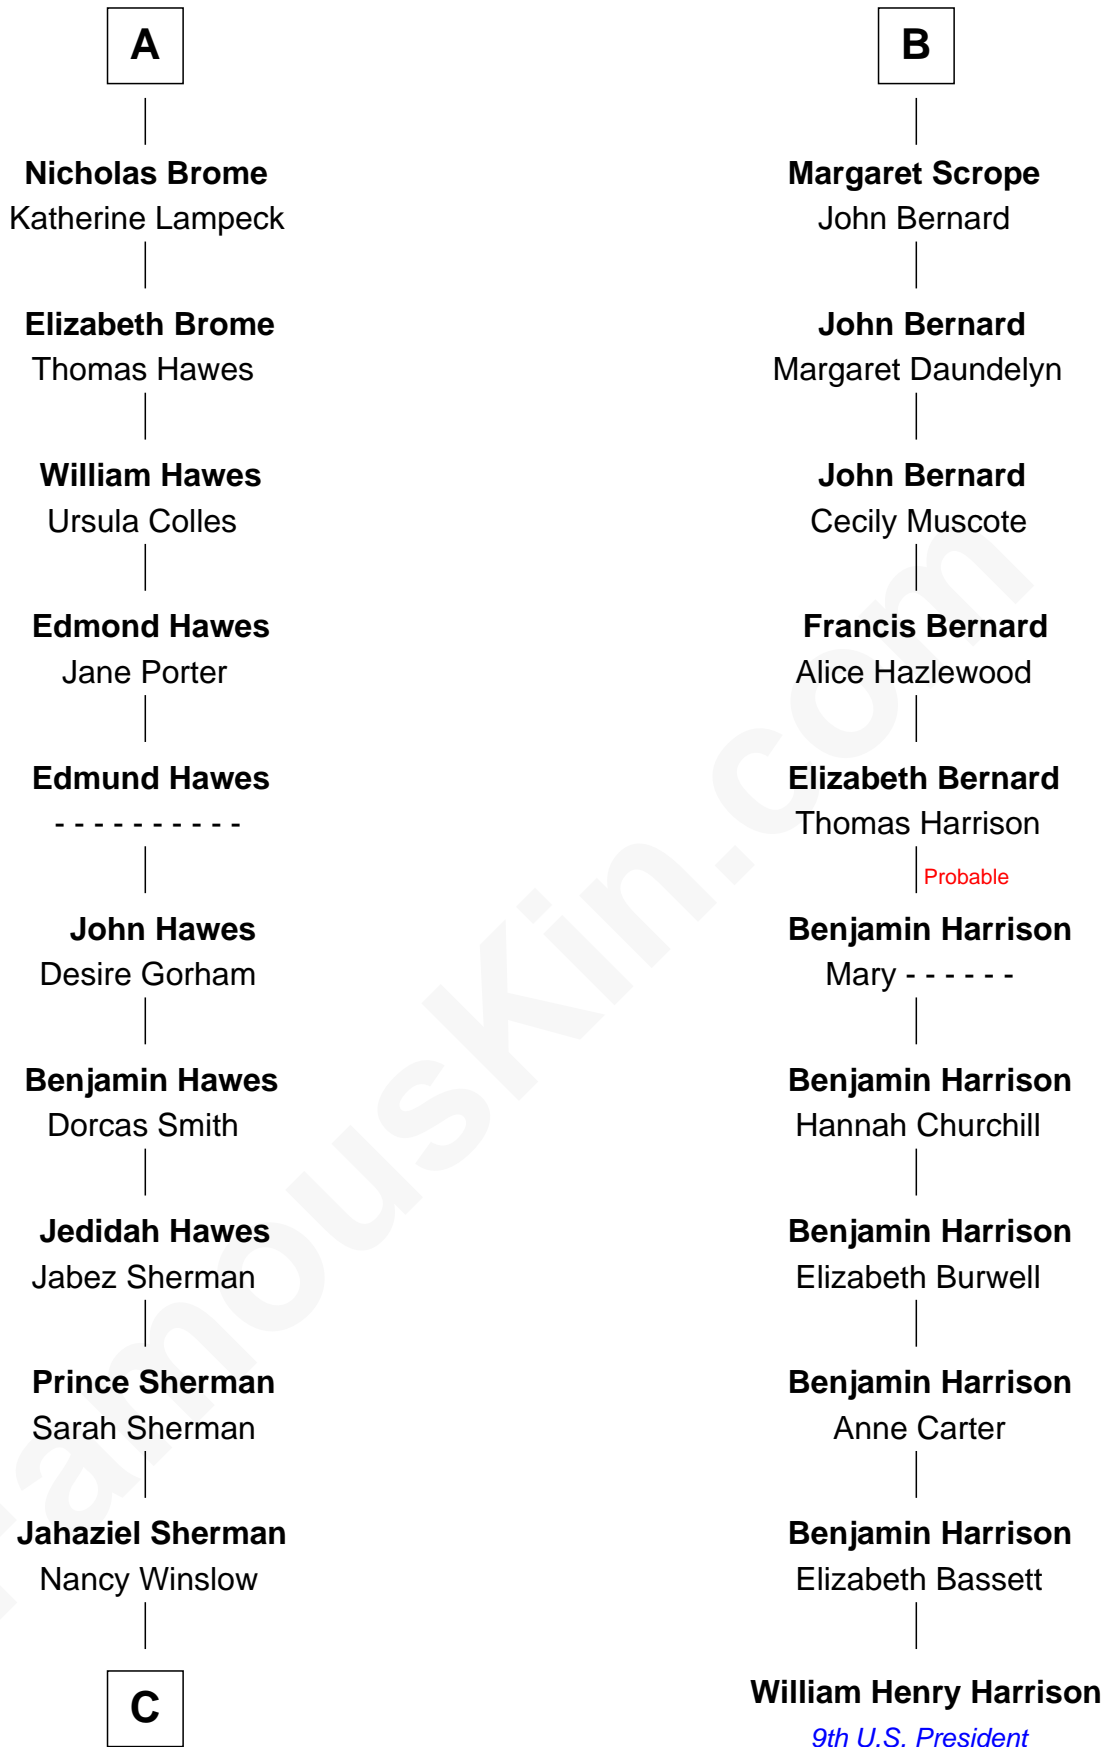 A
Nicholas Brome
Katherine Lampeck
Elizabeth Brome
Thomas Hawes
William Hawes
Ursula Colles
Edmond Hawes
Jane Porter
Edmund Hawes
- - - - - - - - - -
John Hawes
Desire Gorham
Benjamin Hawes
Dorcas Smith
Jedidah Hawes
Jabez Sherman
Prince Sherman
Sarah Sherman
Jahaziel Sherman
Nancy Winslow
C
B
Margaret Scrope
John Bernard
John Bernard
Margaret Daundelyn
John Bernard
Cecily Muscote
Francis Bernard
Alice Hazlewood
Elizabeth Bernard
Thomas Harrison
Probable
Benjamin Harrison
Mary - - - - - -
Benjamin Harrison
Hannah Churchill
Benjamin Harrison
Elizabeth Burwell
Benjamin Harrison
Anne Carter
Benjamin Harrison
Elizabeth Bassett
William Henry Harrison
9th U.S. President
FamousKin.com